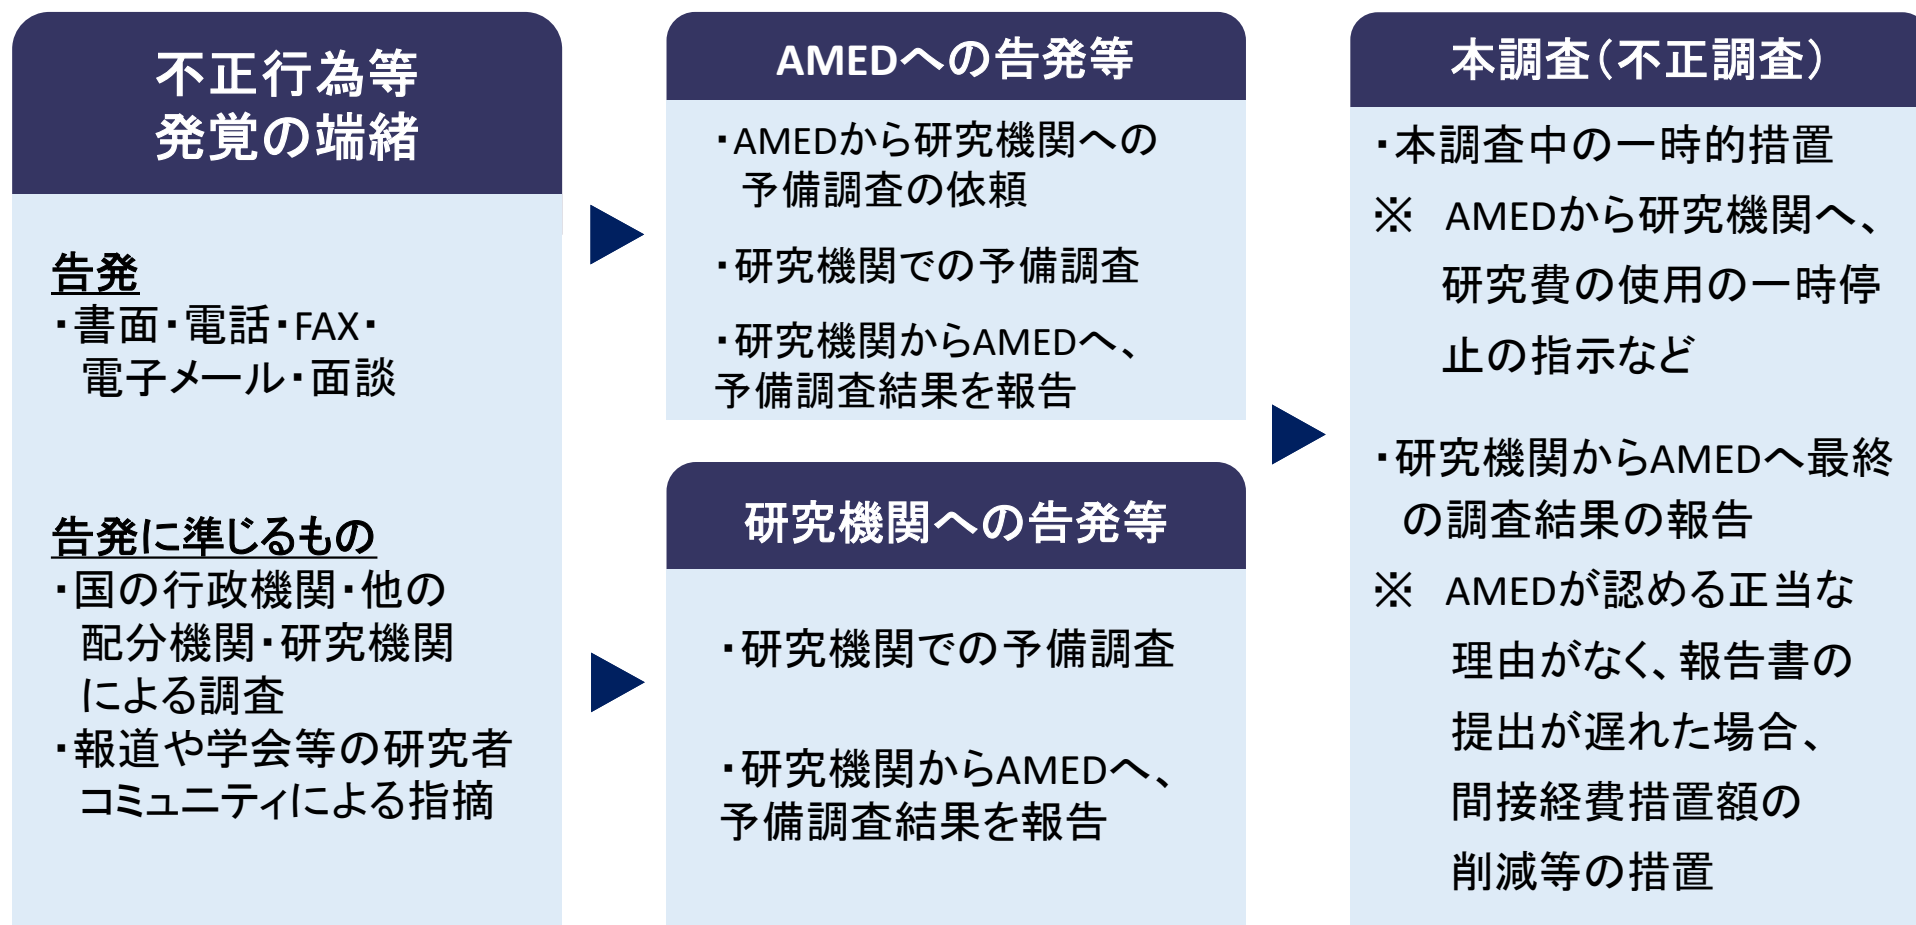 不正行為等
発覚の端緒
告発
・書面・電話・FAX・
電子メール・面談
告発に準じるもの
・国の行政機関・他の
配分機関・研究機関
による調査
・報道や学会等の研究者
コミュニティによる指摘
AMEDへの告発等
・AMEDから研究機関への
予備調査の依頼
・研究機関での予備調査
・研究機関からAMEDへ、
予備調査結果を報告
研究機関への告発等
・研究機関での予備調査
・研究機関からAMEDへ、
予備調査結果を報告
本調査（不正調査）
・本調査中の一時的措置
※ AMEDから研究機関へ、
研究費の使用の一時停
止の指示など
・研究機関からAMEDへ最終
の調査結果の報告
※ AMEDが認める正当な
理由がなく、報告書の
提出が遅れた場合、
間接経費措置額の
削減等の措置